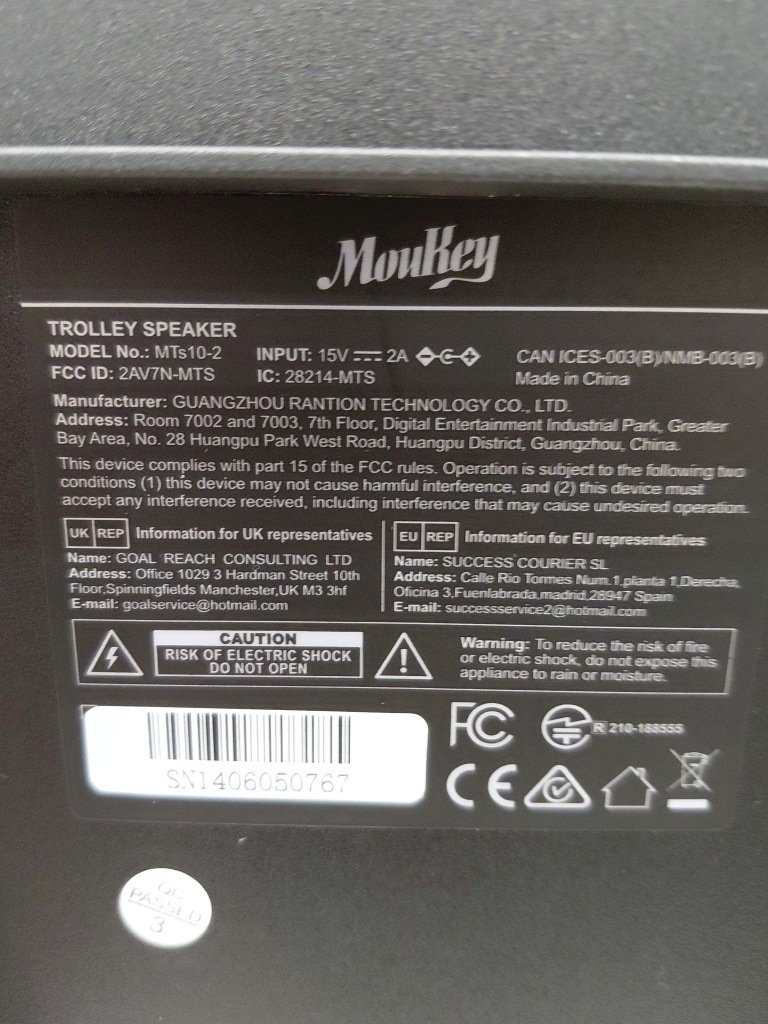 MouKey
TROLLEY SPEAKER
MODEL No.: MTs10-2 INPUT: 15V 2A CAN ICES-003(B)/NMB-003(B)
FCC ID: 2AV7N-MTS IC: 28214-MTS Made in China
Manufacturer: GUANGZHOU RANTION TECHNOLOGY CO., LTD.
Address: Room 7002 and 7003, 7th Floor, Digital Entertainment Industrial Park, Greater
Bay Area, No. 28 Huangpu Park West Road, Huangpu District, Guangzhou, China.
This device complies with part 15 of the FCC rules. Operation is subject to the following two
conditions (1) this device may not cause harmful interference, and (2) this device must
accept any interference received, including interference that may cause undesired operation.
UK REP Information for UK representatives
Name: GOAL REACH CONSULTING LTD
Address: Office 1029 3 Hardman Street 10th
Floor,Spinningfields Manchester,UK M3 3hf
E-mail: goalservice@hotmail.com
EU REP Information for EU representatives
Name: SUCCESS COURIER SL
Address: Calle Rio Tormes Num.1,planta 1,Derecha,
Oficina 3,Fuenlabrada,madrid,28947 Spain
E-mail: successservice2@hotmail.com
CAUTION
RISK OF ELECTRIC SHOCK
DO NOT OPEN
Warning: To reduce the risk of fire
or electric shock, do not expose this
appliance to rain or moisture.
SN1406050767
FC R 210-188555
CE
QC
PASSED
3